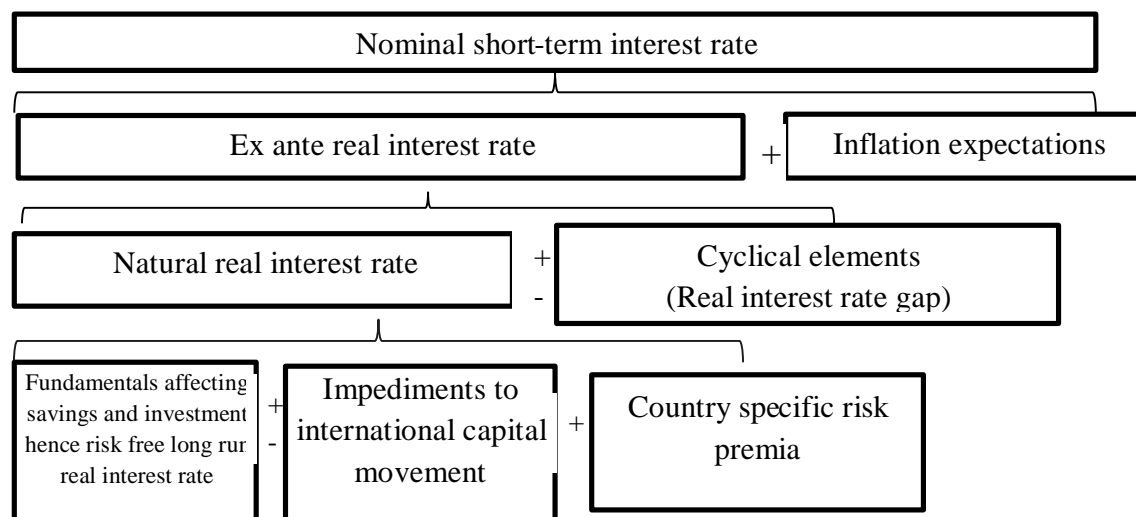 Nominal short-term interest rate
Ex ante real interest rate
+
Inflation expectations
Natural real interest rate
+
-
Cyclical elements
(Real interest rate gap)
Fundamentals affecting
savings and investment
hence risk free long run
real interest rate
+
-
Impediments to
international capital
movement
+
Country specific risk
premia